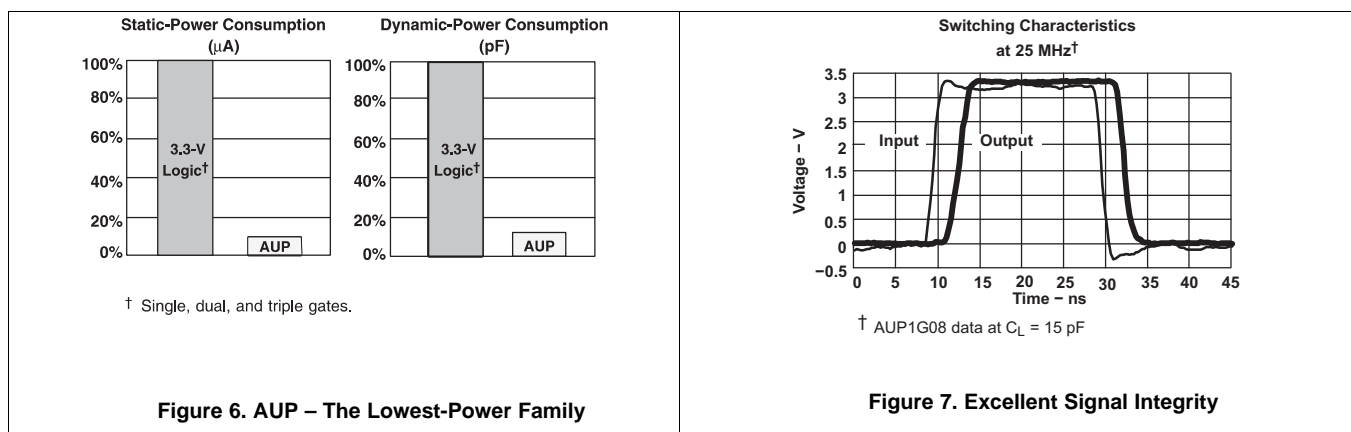 Static-Power Consumption
(µA)
100%
80%
60%
40%
20%
0%
3.3-V
Logic†
AUP
Dynamic-Power Consumption
(pF)
100%
80%
60%
40%
20%
0%
3.3-V
Logic†
AUP
† Single, dual, and triple gates.
Figure 6. AUP – The Lowest-Power Family
Switching Characteristics
at 25 MHz†
Voltage – V
3.5
3
2.5
2
1.5
1
0.5
0
−0.5
Input
Output
0 5 10 15 20 25 30 35 40 45
Time – ns
† AUP1G08 data at CL = 15 pF
Figure 7. Excellent Signal Integrity